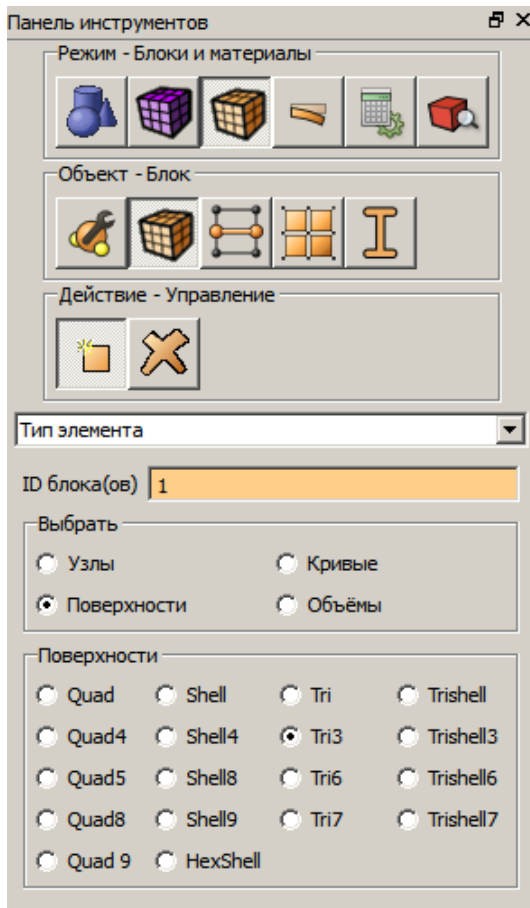 Панель инструментов
Режим - Блоки и материалы
Объект - Блок
Действие - Управление
Тип элемента
ID блока(ов) 1
Выбрать
Узлы Кривые
Поверхности Объёмы
Поверхности
Quad Shell Tri Trishell
Quad4 Shell4 Tri3 Trishell3
Quad5 Shell8 Tri6 Trishell6
Quad8 Shell9 Tri7 Trishell7
Quad 9 HexShell